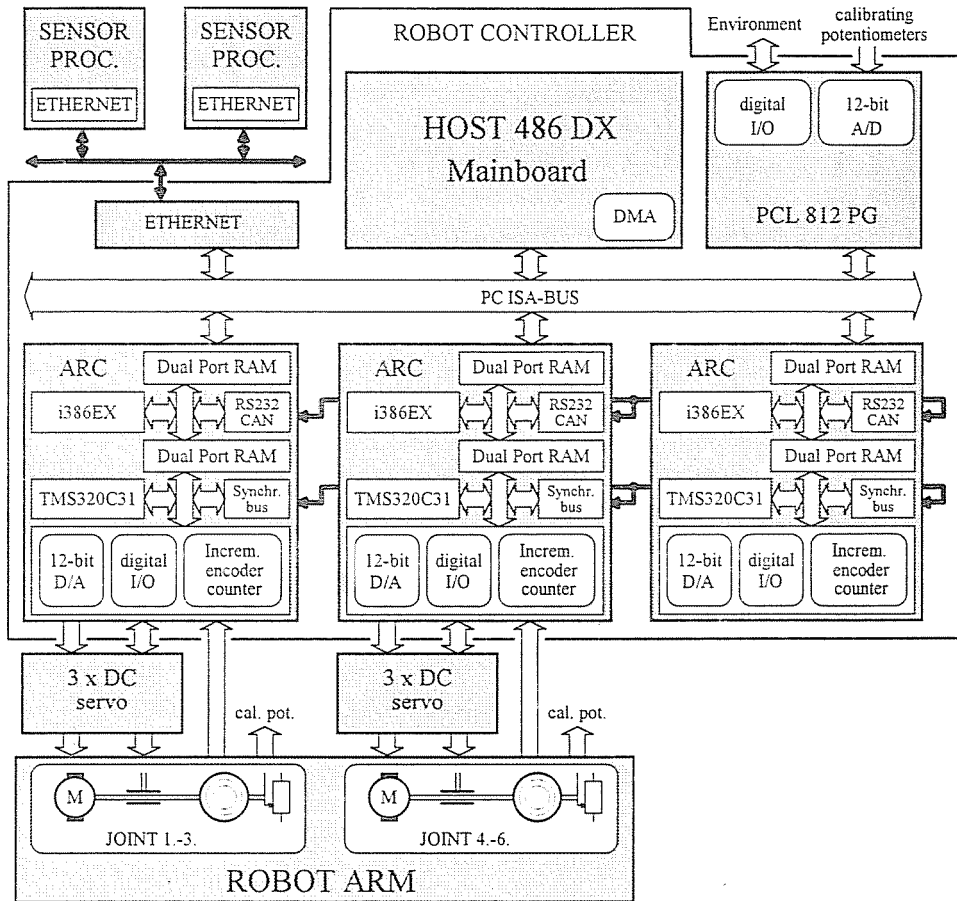 SENSOR
PROC.
ETHERNET
SENSOR
PROC.
ETHERNET
ROBOT CONTROLLER
Environment
calibrating
potentiometers
HOST 486 DX
Mainboard
DMA
digital
I/O
12-bit
A/D
PCL 812 PG
ETHERNET
PC ISA-BUS
ARC
Dual Port RAM
i386EX
RS232
CAN
Dual Port RAM
TMS320C31
Synchr.
bus
12-bit
D/A
digital
I/O
Increm.
encoder
counter
ARC
Dual Port RAM
i386EX
RS232
CAN
Dual Port RAM
TMS320C31
Synchr.
bus
12-bit
D/A
digital
I/O
Increm.
encoder
counter
ARC
Dual Port RAM
i386EX
RS232
CAN
Dual Port RAM
TMS320C31
Synchr.
bus
12-bit
D/A
digital
I/O
Increm.
encoder
counter
3 x DC
servo
cal. pot.
3 x DC
servo
cal. pot.
M
JOINT 1.-3.
M
JOINT 4.-6.
ROBOT ARM